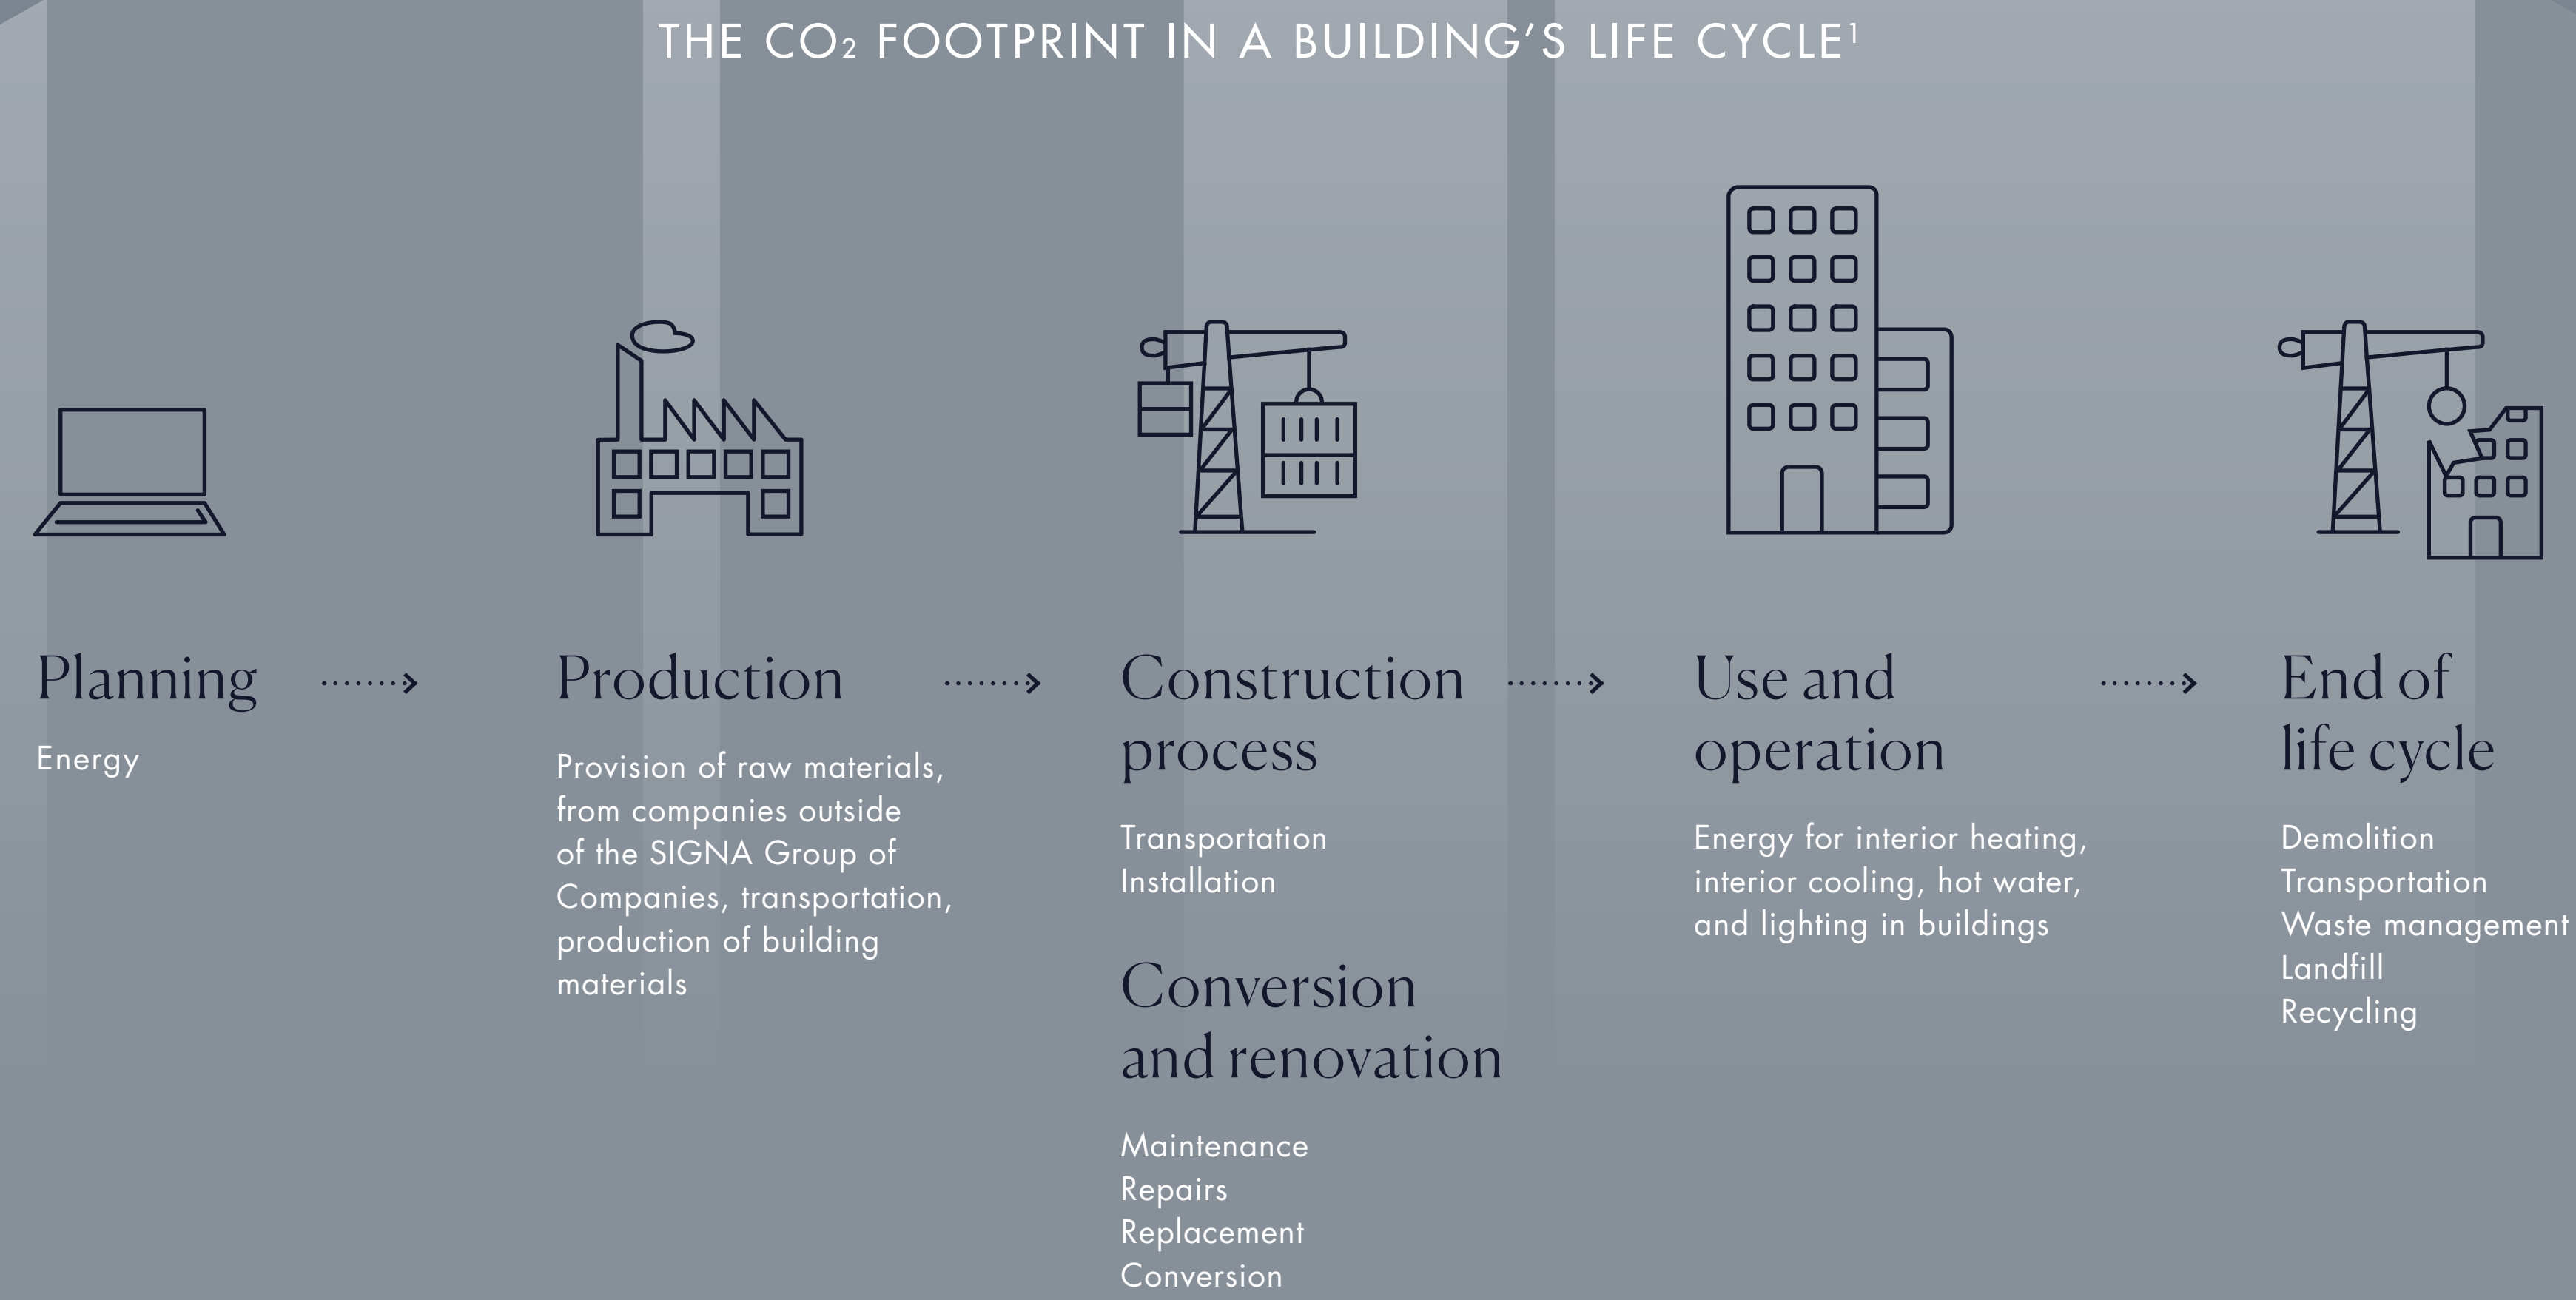 THE CO₂ FOOTPRINT IN A BUILDING’S LIFE CYCLE¹
Planning
Energy
Production
Provision of raw materials,
from companies outside
of the SIGNA Group of
Companies, transportation,
production of building
materials
Construction
process
Transportation
Installation
Conversion
and renovation
Maintenance
Repairs
Replacement
Conversion
Use and
operation
Energy for interior heating,
interior cooling, hot water,
and lighting in buildings
End of
life cycle
Demolition
Transportation
Waste management
Landfill
Recycling